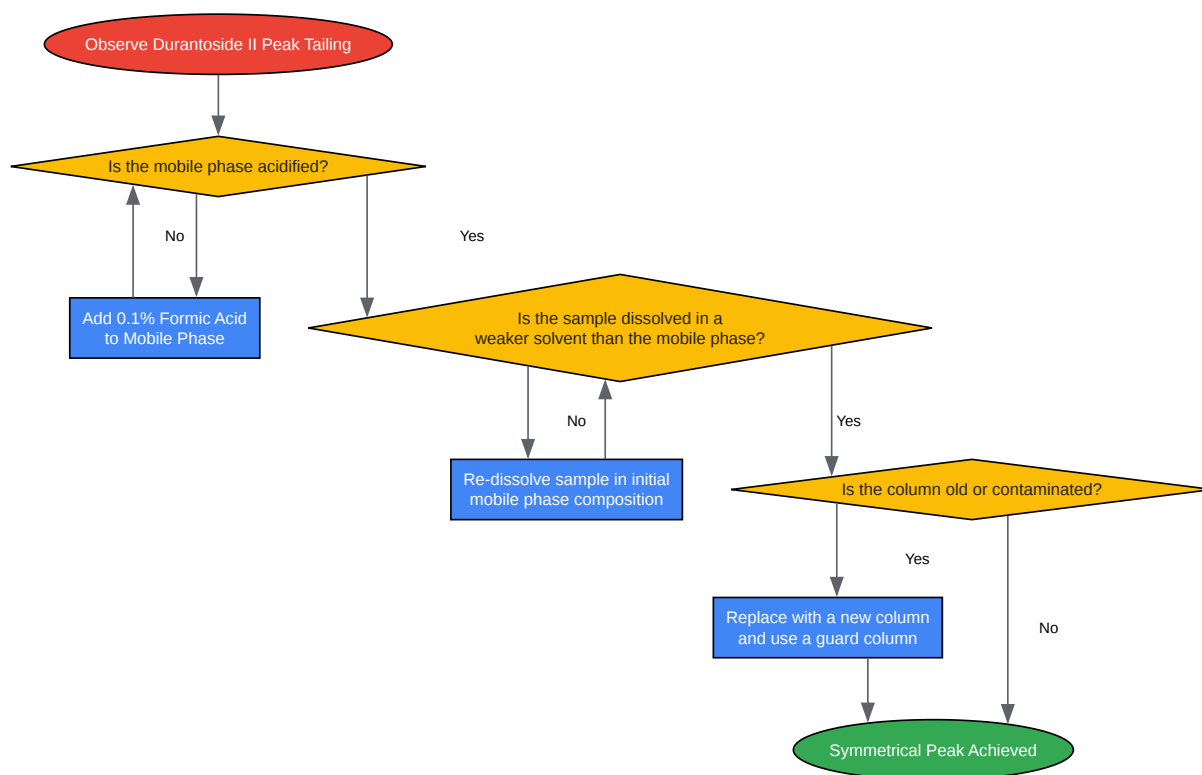 Observe Durantoside II Peak Tailing
Is the mobile phase acidified?
No
Yes
Add 0.1% Formic Acid
to Mobile Phase
Is the sample dissolved in a
weaker solvent than the mobile phase?
No
Yes
Re-dissolve sample in initial
mobile phase composition
Is the column old or contaminated?
Yes
Replace with a new column
and use a guard column
No
Symmetrical Peak Achieved